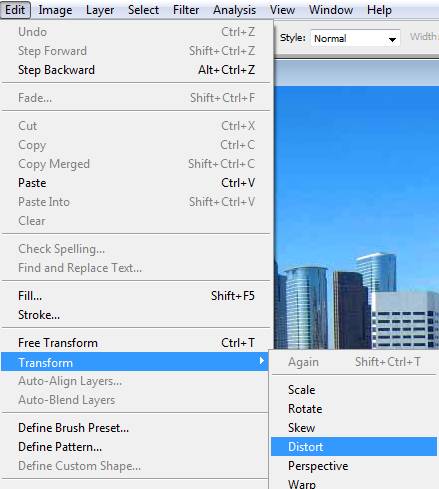 Edit Image Layer Select Filter Analysis View Window Help
Style: Normal Width:
Undo Ctrl+Z
Step Forward Shift+Ctrl+Z
Step Backward Alt+Ctrl+Z
Fade... Shift+Ctrl+F
Cut Ctrl+X
Copy Ctrl+C
Copy Merged Shift+Ctrl+C
Paste Ctrl+V
Paste Into Shift+Ctrl+V
Clear
Check Spelling...
Find and Replace Text...
Fill... Shift+F5
Stroke...
Free Transform Ctrl+T
Transform
Auto-Align Layers...
Auto-Blend Layers
Define Brush Preset...
Define Pattern...
Define Custom Shape...
Again Shift+Ctrl+T
Scale
Rotate
Skew
Distort
Perspective
Warp